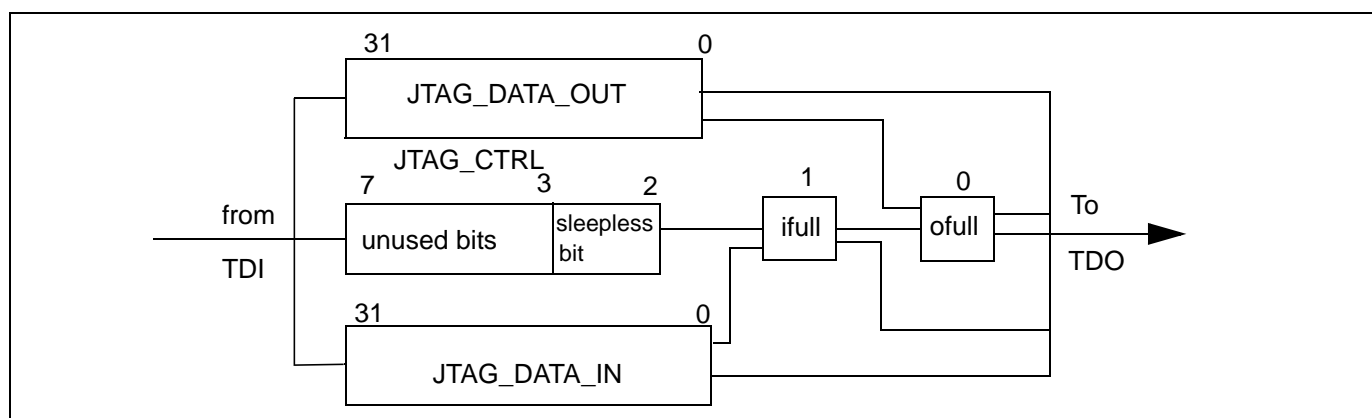 31 0
JTAG_DATA_OUT
JTAG_CTRL
7 3 2 1 0
from To
unused bits sleepless bit ifull ofull
TDI TDO
31 0
JTAG_DATA_IN